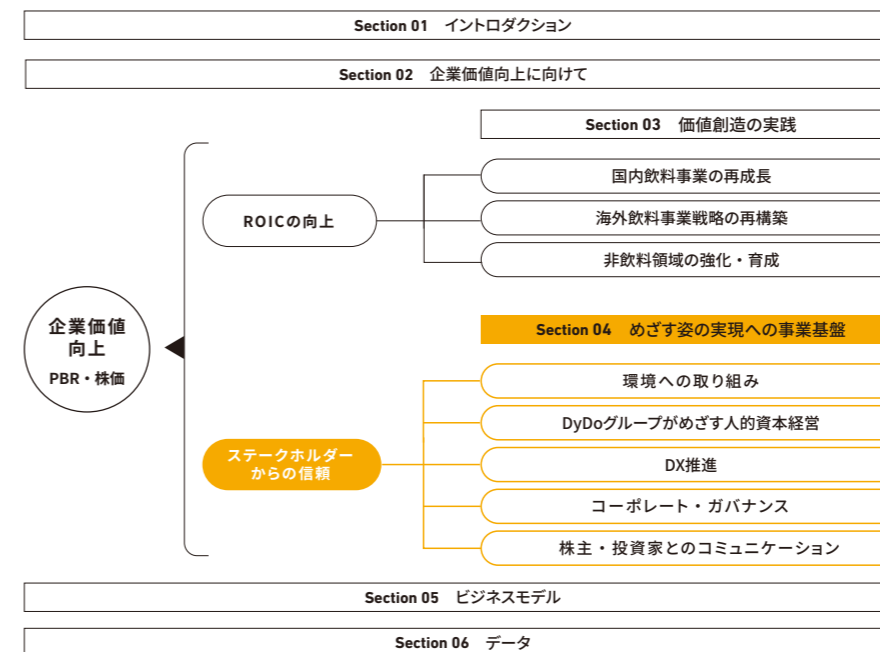 Section 01 イントロダクション
Section 02 企業価値向上に向けて
Section 03 価値創造の実践
ROICの向上
国内飲料事業の再成長
海外飲料事業戦略の再構築
非飲料領域の強化・育成
企業価値
向上
PBR・株価
Section 04 めざす姿の実現への事業基盤
ステークホルダー
からの信頼
環境への取り組み
DyDoグループがめざす人的資本経営
DX推進
コーポレート・ガバナンス
株主・投資家とのコミュニケーション
Section 05 ビジネスモデル
Section 06 データ